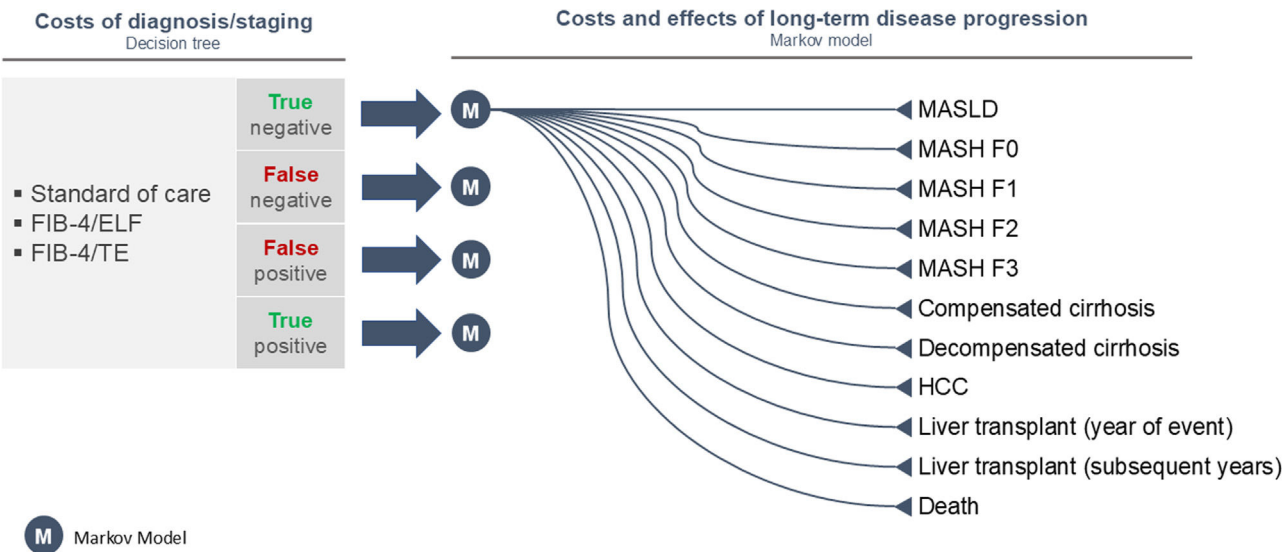 Costs of diagnosis/staging
Decision tree
Costs and effects of long-term disease progression
Markov model
▪ Standard of care
▪ FIB-4/ELF
▪ FIB-4/TE
True
negative
False
negative
False
positive
True
positive
M
M
M
M
MASLD
MASH F0
MASH F1
MASH F2
MASH F3
Compensated cirrhosis
Decompensated cirrhosis
HCC
Liver transplant (year of event)
Liver transplant (subsequent years)
Death
M Markov Model